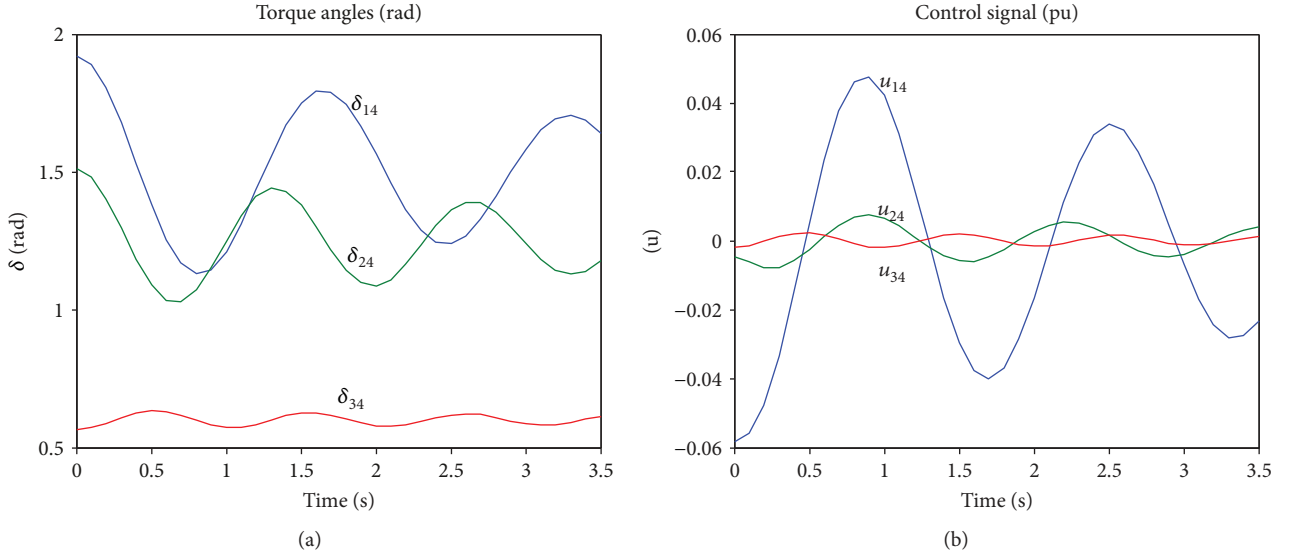 Torque angles (rad)
2
1.5
1
0.5
δ (rad)
δ14
δ24
δ34
0 0.5 1 1.5 2 2.5 3 3.5
Time (s)
(a)
Control signal (pu)
0.06
0.04
0.02
0
−0.02
−0.04
−0.06
(u)
u14
u24
u34
0 0.5 1 1.5 2 2.5 3 3.5
Time (s)
(b)